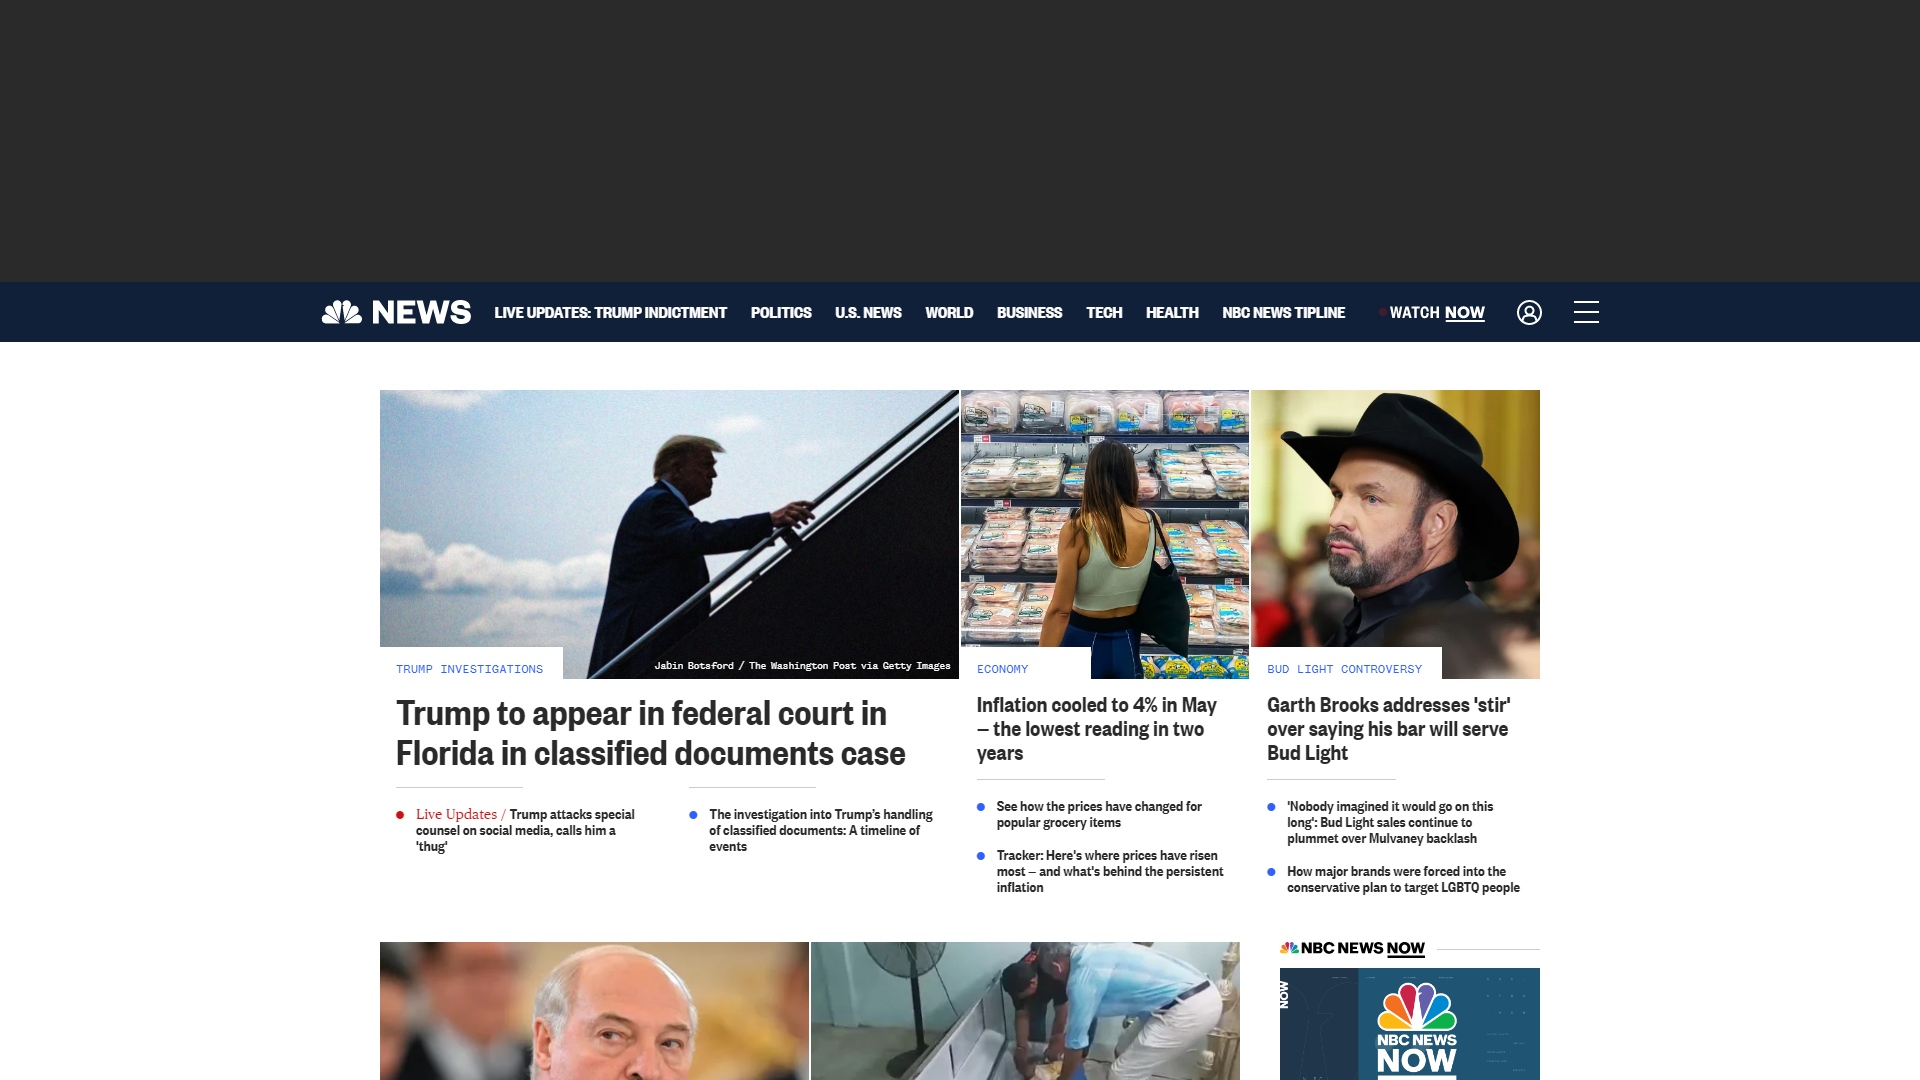 NEWS
LIVE UPDATES: TRUMP INDICTMENT
POLITICS
U.S. NEWS
WORLD
BUSINESS
TECH
HEALTH
NBC NEWS TIPLINE
WATCH NOW
Jabin Botsford / The Washington Post via Getty Images
TRUMP INVESTIGATIONS
Trump to appear in federal court in
Florida in classified documents case
Live Updates / Trump attacks special
counsel on social media, calls him a
'thug'
The investigation into Trump’s handling
of classified documents: A timeline of
events
ECONOMY
Inflation cooled to 4% in May
— the lowest reading in two
years
See how the prices have changed for
popular grocery items
Tracker: Here's where prices have risen
most — and what's behind the persistent
inflation
BUD LIGHT CONTROVERSY
Garth Brooks addresses 'stir'
over saying his bar will serve
Bud Light
'Nobody imagined it would go on this
long': Bud Light sales continue to
plummet over Mulvaney backlash
How major brands were forced into the
conservative plan to target LGBTQ people
NBC NEWS NOW
NOW
NBC NEWS
NOW